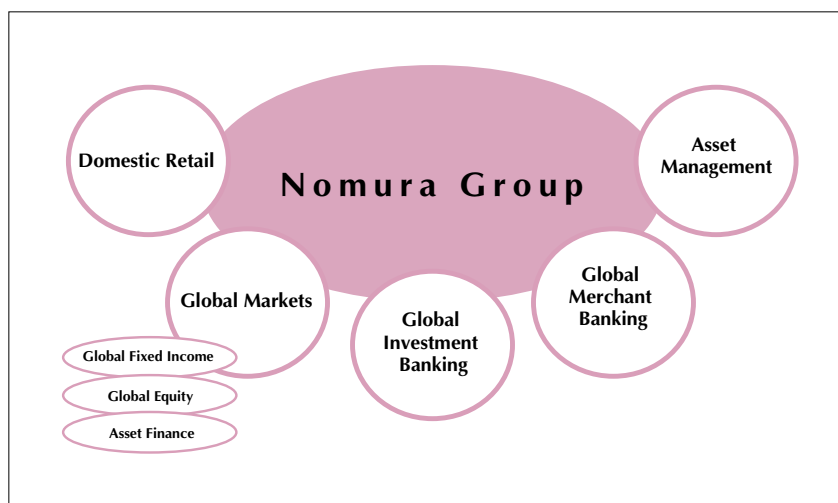 Nomura Group
Domestic Retail
Global Markets
Global Fixed Income
Global Equity
Asset Finance
Global
Investment
Banking
Global
Merchant
Banking
Asset
Management